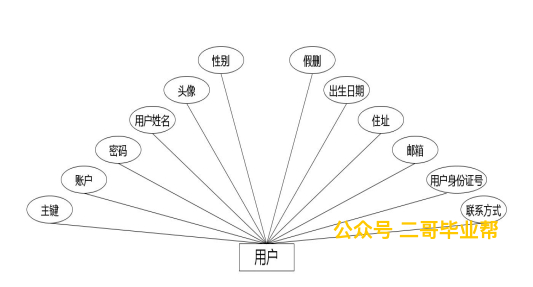 性别
假删
头像
出生日期
用户姓名
住址
密码
邮箱
账户
用户身份证号
主键
联系方式
公众号 二哥毕业帮
用户